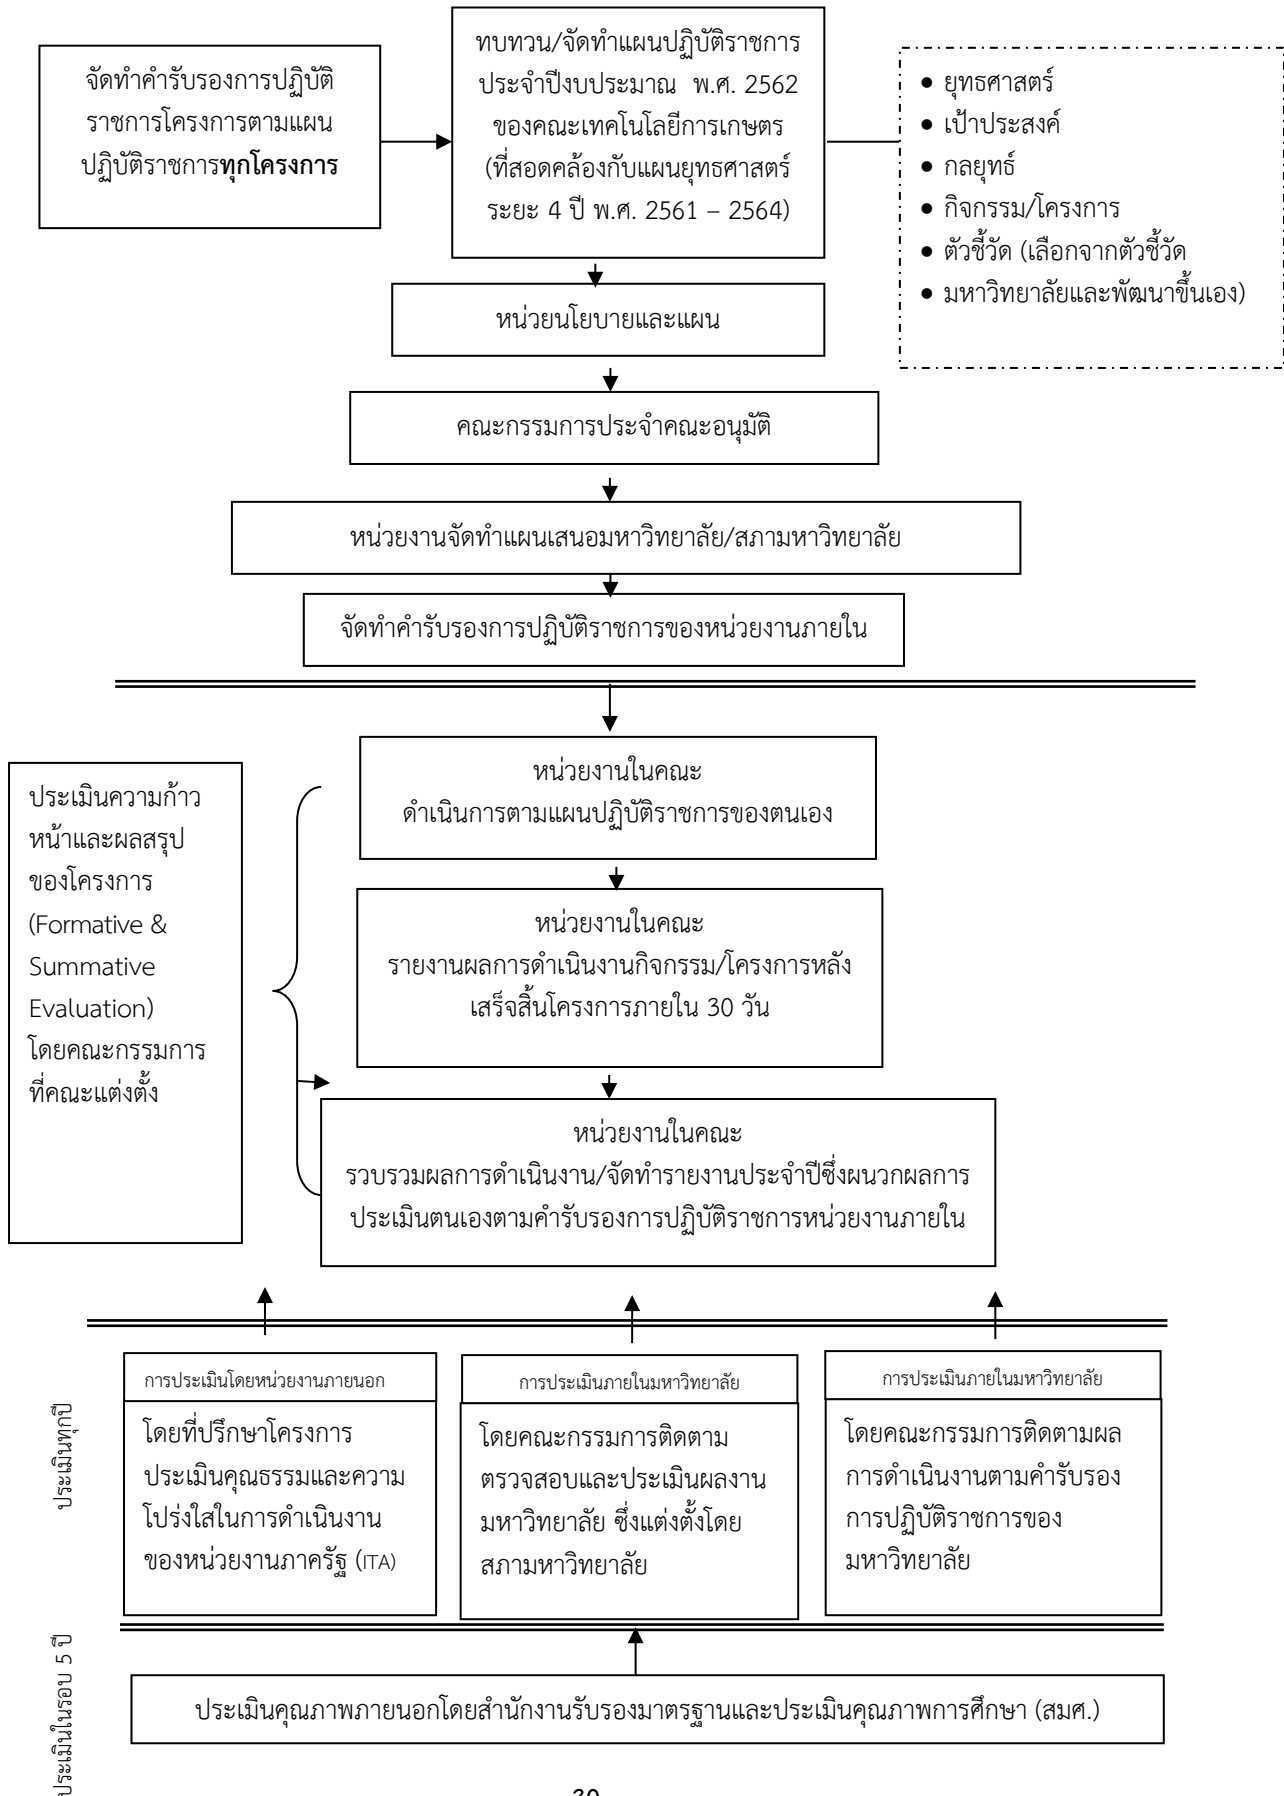 จัดทำคำรับรองการปฏิบัติ
ราชการโครงการตามแผน
ปฏิบัติราชการทุกโครงการ
ทบทวน/จัดทำแผนปฏิบัติราชการ
ประจำปีงบประมาณ พ.ศ. 2562
ของคณะเทคโนโลยีการเกษตร
(ที่สอดคล้องกับแผนยุทธศาสตร์
ระยะ 4 ปี พ.ศ. 2561 – 2564)
● ยุทธศาสตร์
● เป้าประสงค์
● กลยุทธ์
● กิจกรรม/โครงการ
● ตัวชี้วัด (เลือกจากตัวชี้วัด
● มหาวิทยาลัยและพัฒนาขึ้นเอง)
หน่วยนโยบายและแผน
คณะกรรมการประจำคณะอนุมัติ
หน่วยงานจัดทำแผนเสนอมหาวิทยาลัย/สภามหาวิทยาลัย
จัดทำคำรับรองการปฏิบัติราชการของหน่วยงานภายใน
หน่วยงานในคณะ
ดำเนินการตามแผนปฏิบัติราชการของตนเอง
ประเมินความก้าว
หน้าและผลสรุป
ของโครงการ
(Formative &
Summative
Evaluation)
โดยคณะกรรมการ
ที่คณะแต่งตั้ง
หน่วยงานในคณะ
รายงานผลการดำเนินงานกิจกรรม/โครงการหลัง
เสร็จสิ้นโครงการภายใน 30 วัน
หน่วยงานในคณะ
รวบรวมผลการดำเนินงาน/จัดทำรายงานประจำปีซึ่งผนวกผลการ
ประเมินตนเองตามคำรับรองการปฏิบัติราชการหน่วยงานภายใน
ประเมินทุกปี
การประเมินโดยหน่วยงานภายนอก
โดยที่ปรึกษาโครงการ
ประเมินคุณธรรมและความ
โปร่งใสในการดำเนินงาน
ของหน่วยงานภาครัฐ (ITA)
การประเมินภายในมหาวิทยาลัย
โดยคณะกรรมการติดตาม
ตรวจสอบและประเมินผลงาน
มหาวิทยาลัย ซึ่งแต่งตั้งโดย
สภามหาวิทยาลัย
การประเมินภายในมหาวิทยาลัย
โดยคณะกรรมการติดตามผล
การดำเนินงานตามคำรับรอง
การปฏิบัติราชการของ
มหาวิทยาลัย
ประเมินในรอบ 5 ปี
ประเมินคุณภาพภายนอกโดยสำนักงานรับรองมาตรฐานและประเมินคุณภาพการศึกษา (สมศ.)